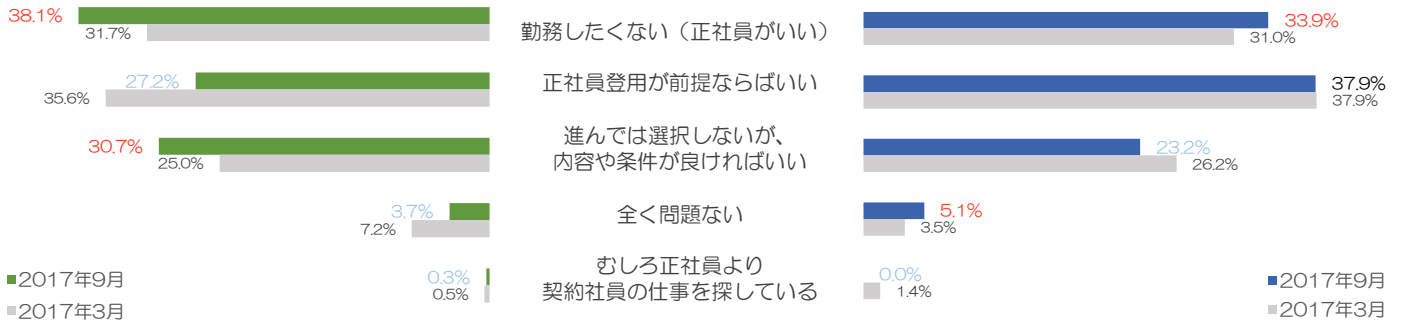 38.1%
31.7%
勤務したくない（正社員がいい）
33.9%
31.0%
27.2%
35.6%
正社員登用が前提ならばいい
37.9%
37.9%
30.7%
25.0%
進んでは選択しないが、
内容や条件が良ければいい
23.2%
26.2%
3.7%
7.2%
全く問題ない
5.1%
3.5%
0.3%
0.5%
むしろ正社員より
契約社員の仕事を探している
0.0%
1.4%
2017年9月
2017年3月
2017年9月
2017年3月